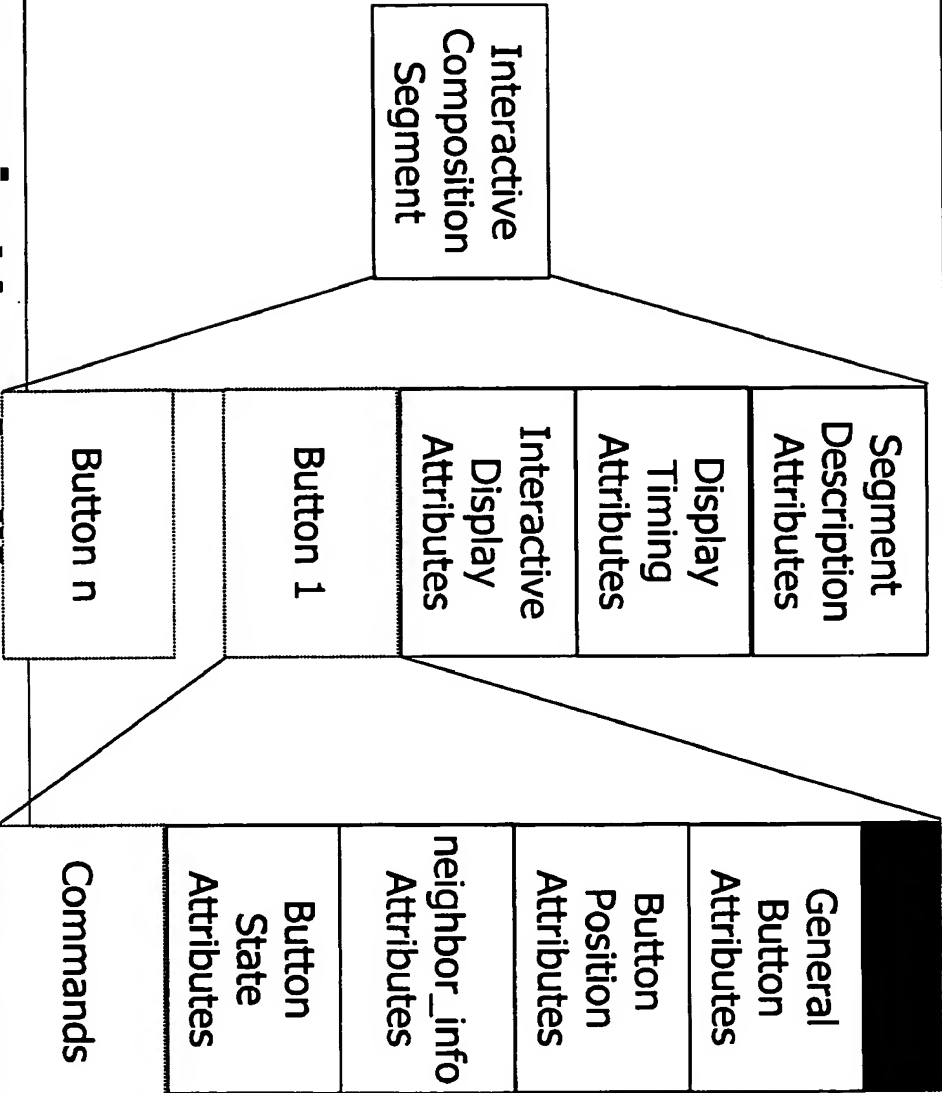 Interactive
Composition
Segment
Segment
Description
Attributes
Display
Timing
Attributes
Interactive
Display
Attributes
Button 1
Button n
General
Button
Attributes
Button
Position
Attributes
neighbor_info
Attributes
Button
State
Attributes
Commands